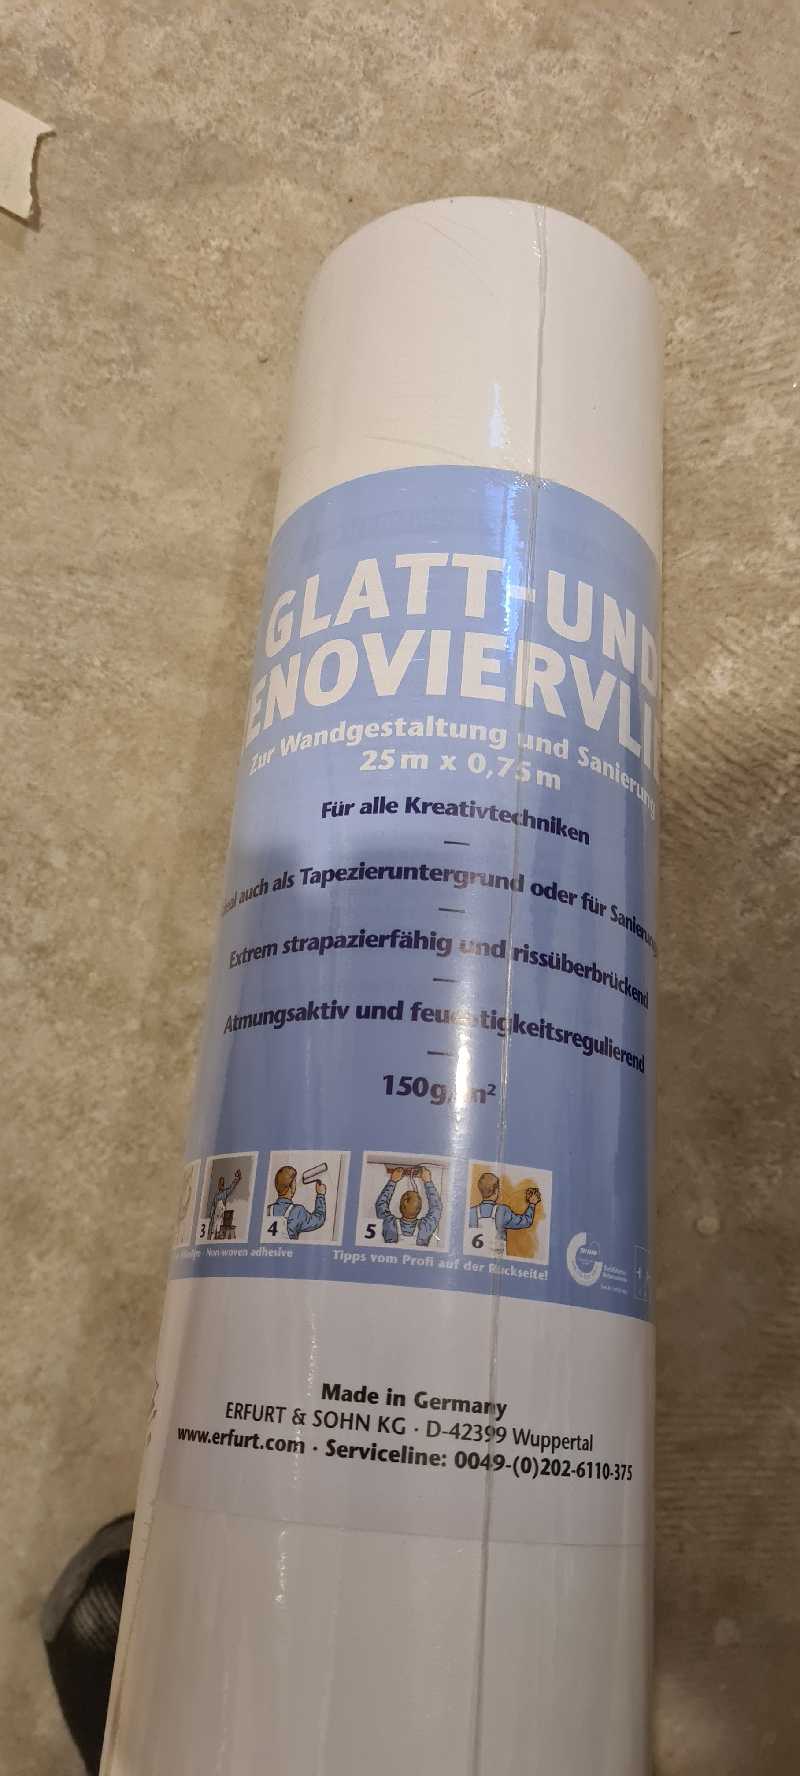 GLATT-UND
ENOVIERVLI
Zur Wandgestaltung und Sanierung
25 m x 0,75 m
Für alle Kreativtechniken
auch als Tapezieruntergrund oder für Sanierung
Extrem strapazierfähig und rissüberbrückend
Atmungsaktiv und feuchtigkeitsregulierend
150g/m²
3
4
5
6
Non-woven adhesive
Tipps vom Profi auf der Rückseite!
Made in Germany
ERFURT & SOHN KG · D-42399 Wuppertal
www.erfurt.com · Serviceline: 0049-(0)202-6110-375